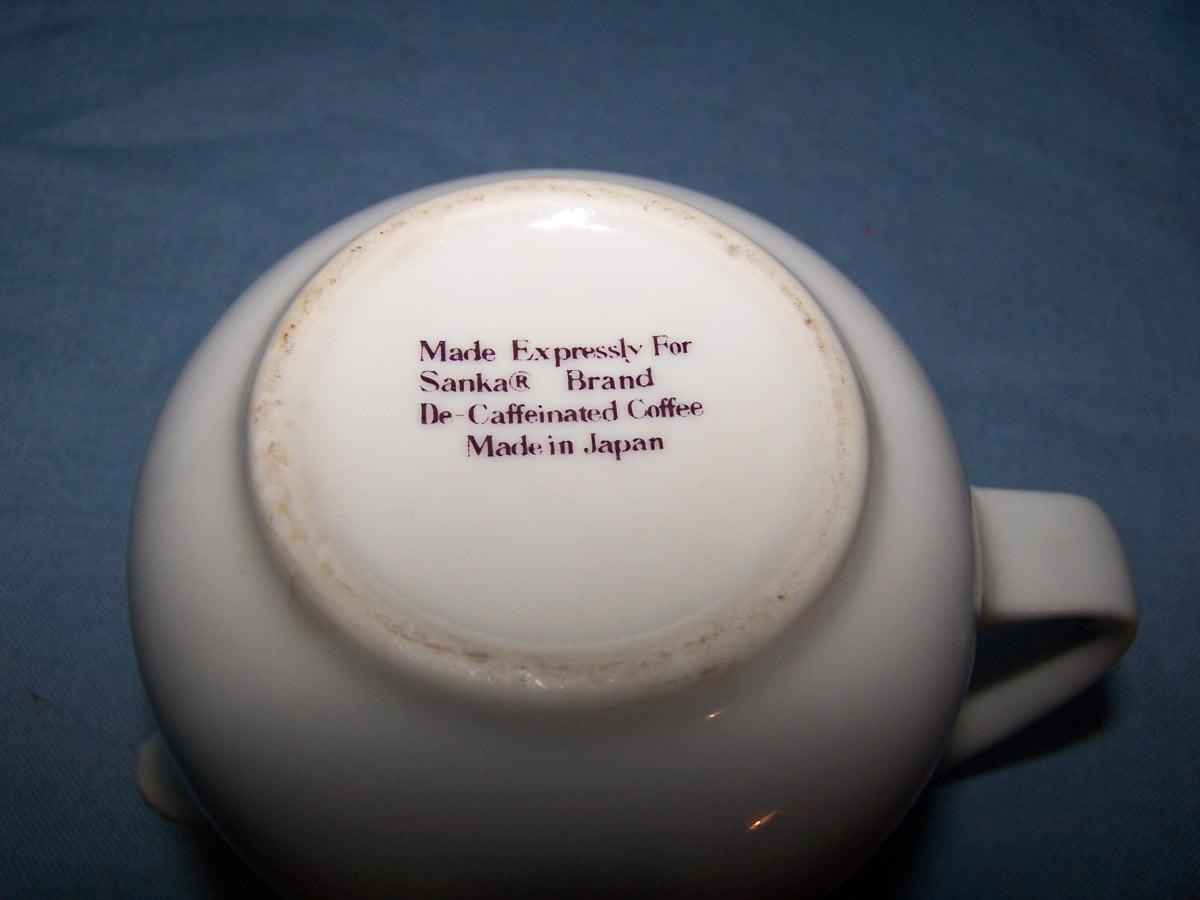 Made Expressly For
Sanka® Brand
De-Caffeinated Coffee
Made in Japan